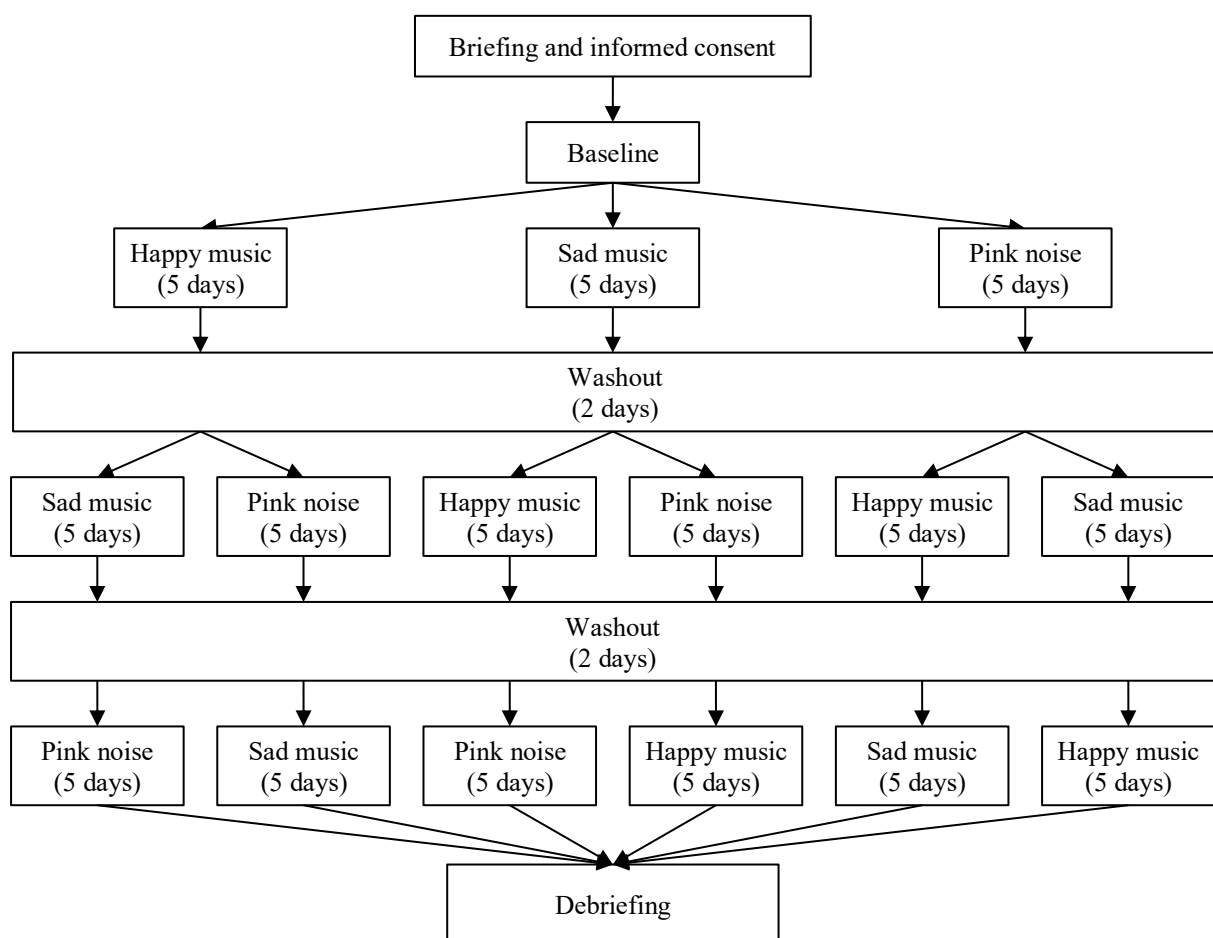 Briefing and informed consent
Baseline
Happy music
(5 days)
Sad music
(5 days)
Pink noise
(5 days)
Washout
(2 days)
Sad music
(5 days)
Pink noise
(5 days)
Happy music
(5 days)
Pink noise
(5 days)
Happy music
(5 days)
Sad music
(5 days)
Washout
(2 days)
Pink noise
(5 days)
Sad music
(5 days)
Pink noise
(5 days)
Happy music
(5 days)
Sad music
(5 days)
Happy music
(5 days)
Debriefing